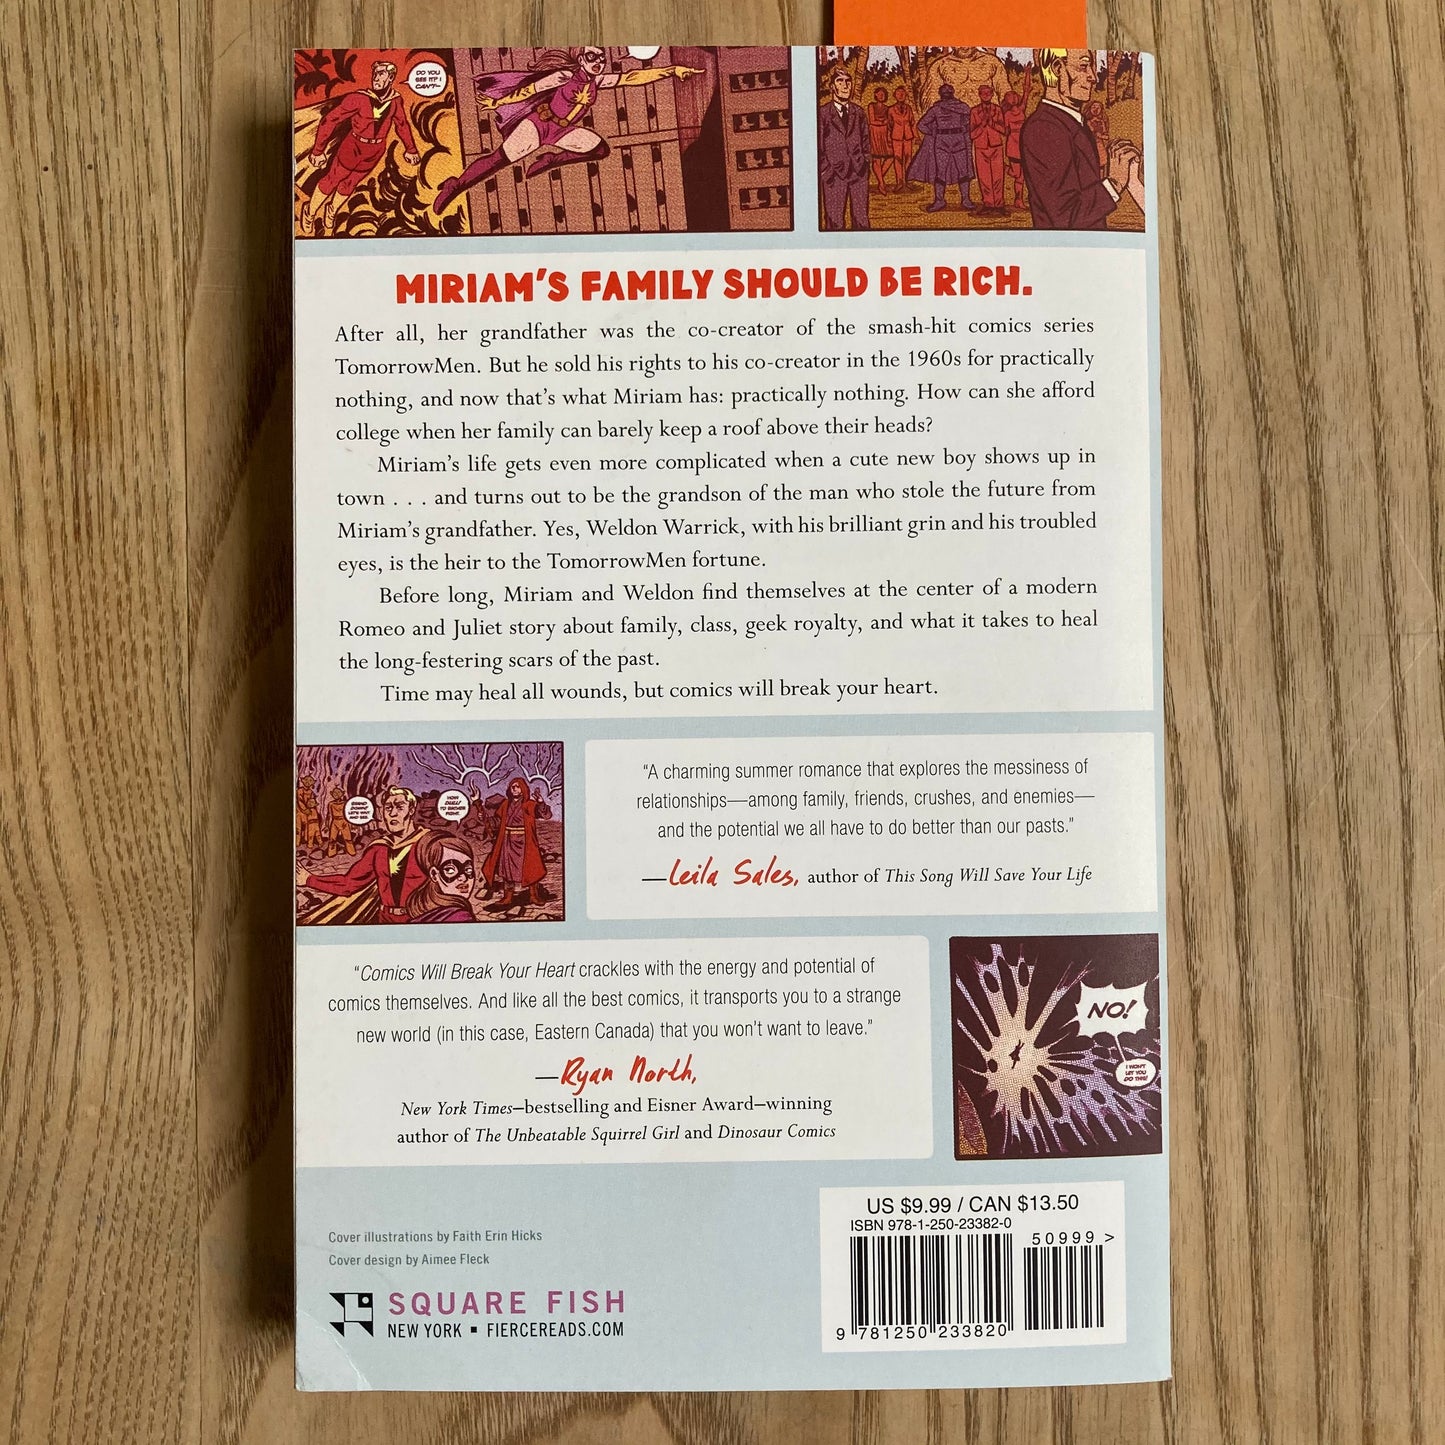 DO YOU
SEE IT? I
CAN'T–
MIRIAM'S FAMILY SHOULD BE RICH.
After all, her grandfather was the co-creator of the smash-hit comics series
TomorrowMen. But he sold his rights to his co-creator in the 1960s for practically
nothing, and now that's what Miriam has: practically nothing. How can she afford
college when her family can barely keep a roof above their heads?
Miriam's life gets even more complicated when a cute new boy shows up in
town . . . and turns out to be the grandson of the man who stole the future from
Miriam's grandfather. Yes, Weldon Warrick, with his brilliant grin and his troubled
eyes, is the heir to the TomorrowMen fortune.
Before long, Miriam and Weldon find themselves at the center of a modern
Romeo and Juliet story about family, class, geek royalty, and what it takes to heal
the long-festering scars of the past.
Time may heal all wounds, but comics will break your heart.
STAND
DOWN!
LET'S WAIT
AND SEE.
HOW
DULL!
I'D RATHER
FIGHT.
“A charming summer romance that explores the messiness of
relationships—among family, friends, crushes, and enemies—
and the potential we all have to do better than our pasts.”
—Leila Sales, author of This Song Will Save Your Life
“Comics Will Break Your Heart crackles with the energy and potential of
comics themselves. And like all the best comics, it transports you to a strange
new world (in this case, Eastern Canada) that you won't want to leave.”
—Ryan North,
New York Times–bestselling and Eisner Award–winning
author of The Unbeatable Squirrel Girl and Dinosaur Comics
NO!
I WON'T
LET YOU
DO THIS!
US $9.99 / CAN $13.50
ISBN 978-1-250-23382-0
50999 >
9 781250 233820
Cover illustrations by Faith Erin Hicks
Cover design by Aimee Fleck
SQUARE FISH
NEW YORK ▪ FIERCEREADS.COM